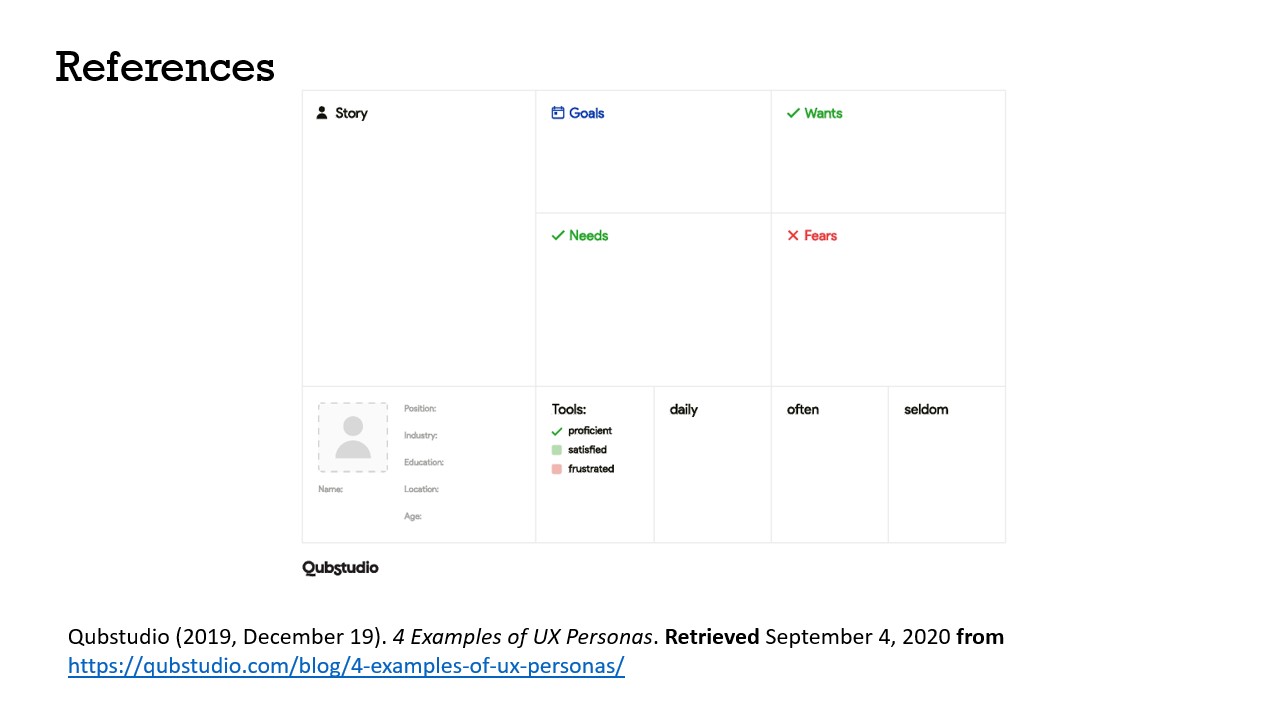 References
Story
Goals
Wants
Needs
Fears
Position:
Industry:
Education:
Name:
Location:
Age:
Tools:
proficient
satisfied
frustrated
daily
often
seldom
Qubstudio
Qubstudio (2019, December 19). 4 Examples of UX Personas. Retrieved September 4, 2020 from
https://qubstudio.com/blog/4-examples-of-ux-personas/